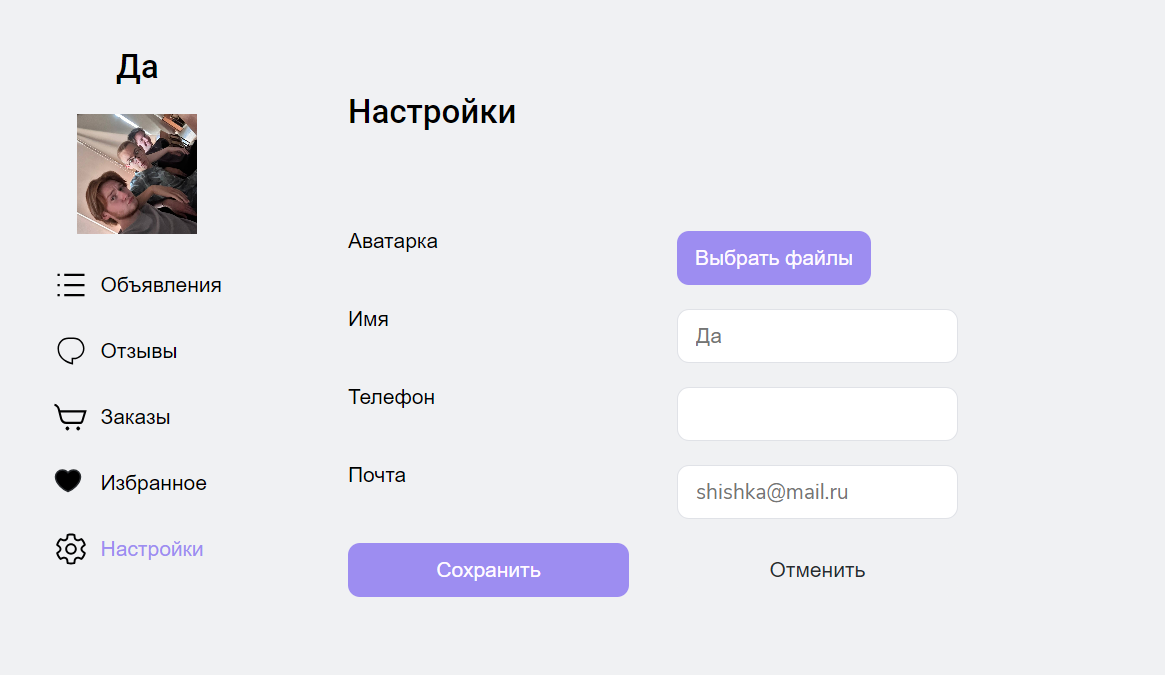 Да
Объявления
Отзывы
Заказы
Избранное
Настройки
Настройки
Аватарка
Выбрать файлы
Имя
Да
Телефон
Почта
shishka@mail.ru
Сохранить
Отменить